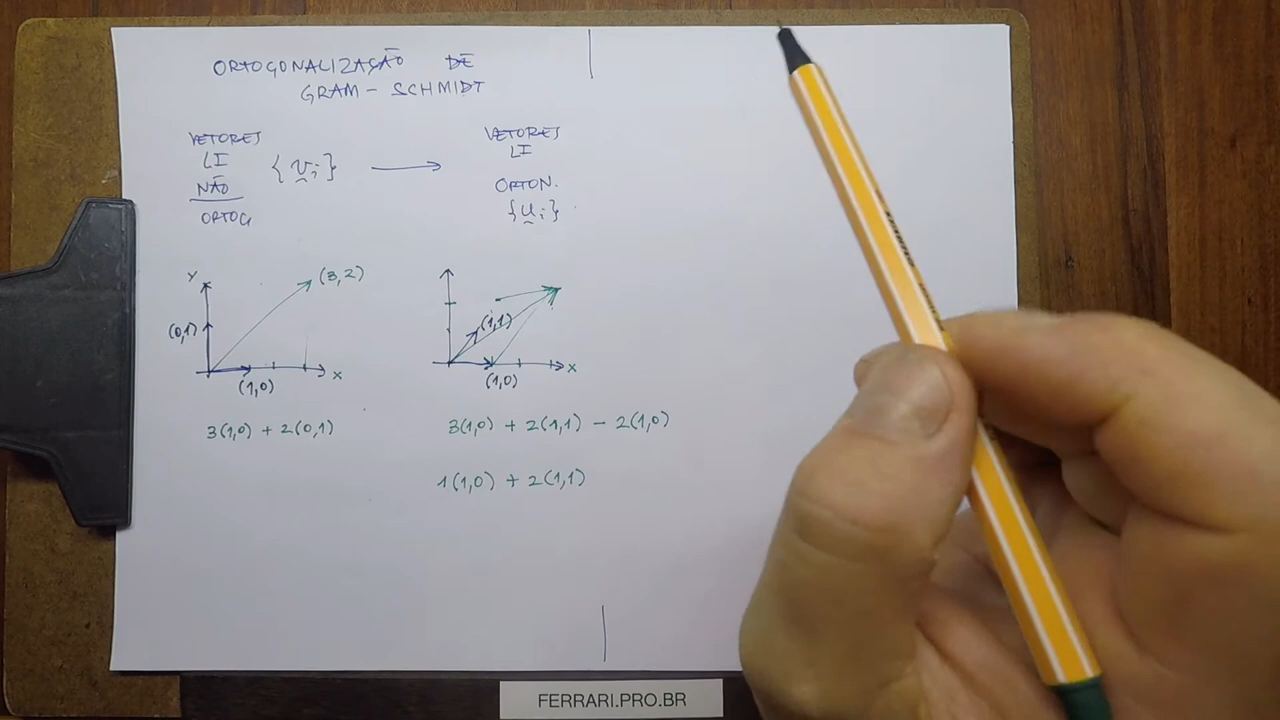 ORTOGONALIZAÇÃO DE
GRAM - SCHMIDT
VETORES
LI
NÃO
ORTOG
{vi}
VETORES
LI
ORTON.
{ui}
Y
(3,2)
(0,1)
(1,0)
X
(1,1)
(1,0)
X
3(1,0) + 2(0,1)
3(1,0) + 2(1,1) - 2(1,0)
1(1,0) + 2(1,1)
FERRARI.PRO.BR